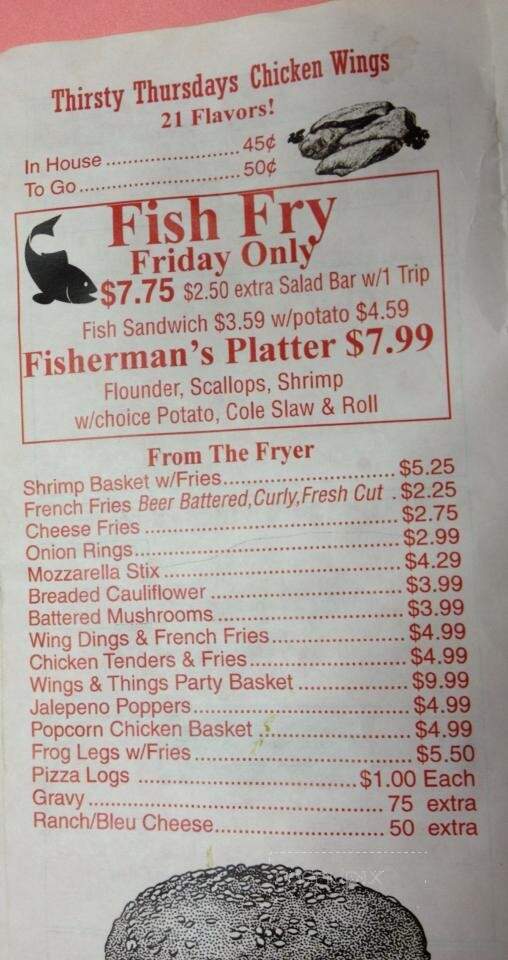 Thirsty Thursdays Chicken Wings
21 Flavors!
In House ........................... 45¢
To Go................................ 50¢
Fish Fry
Friday Only
$7.75 $2.50 extra Salad Bar w/1 Trip
Fish Sandwich $3.59 w/potato $4.59
Fisherman's Platter $7.99
Flounder, Scallops, Shrimp
w/choice Potato, Cole Slaw & Roll
From The Fryer
Shrimp Basket w/Fries............................. $5.25
French Fries Beer Battered,Curly,Fresh Cut . $2.25
Cheese Fries ........................................... $2.75
Onion Rings............................................. $2.99
Mozzarella Stix ........................................ $4.29
Breaded Cauliflower ................................ $3.99
Battered Mushrooms............................... $3.99
Wing Dings & French Fries...................... $4.99
Chicken Tenders & Fries.......................... $4.99
Wings & Things Party Basket .................. $9.99
Jalepeno Poppers................................... $4.99
Popcorn Chicken Basket ......................... $4.99
Frog Legs w/Fries ................................... $5.50
Pizza Logs ................................... $1.00 Each
Gravy.............................................. 75 extra
Ranch/Bleu Cheese........................... 50 extra